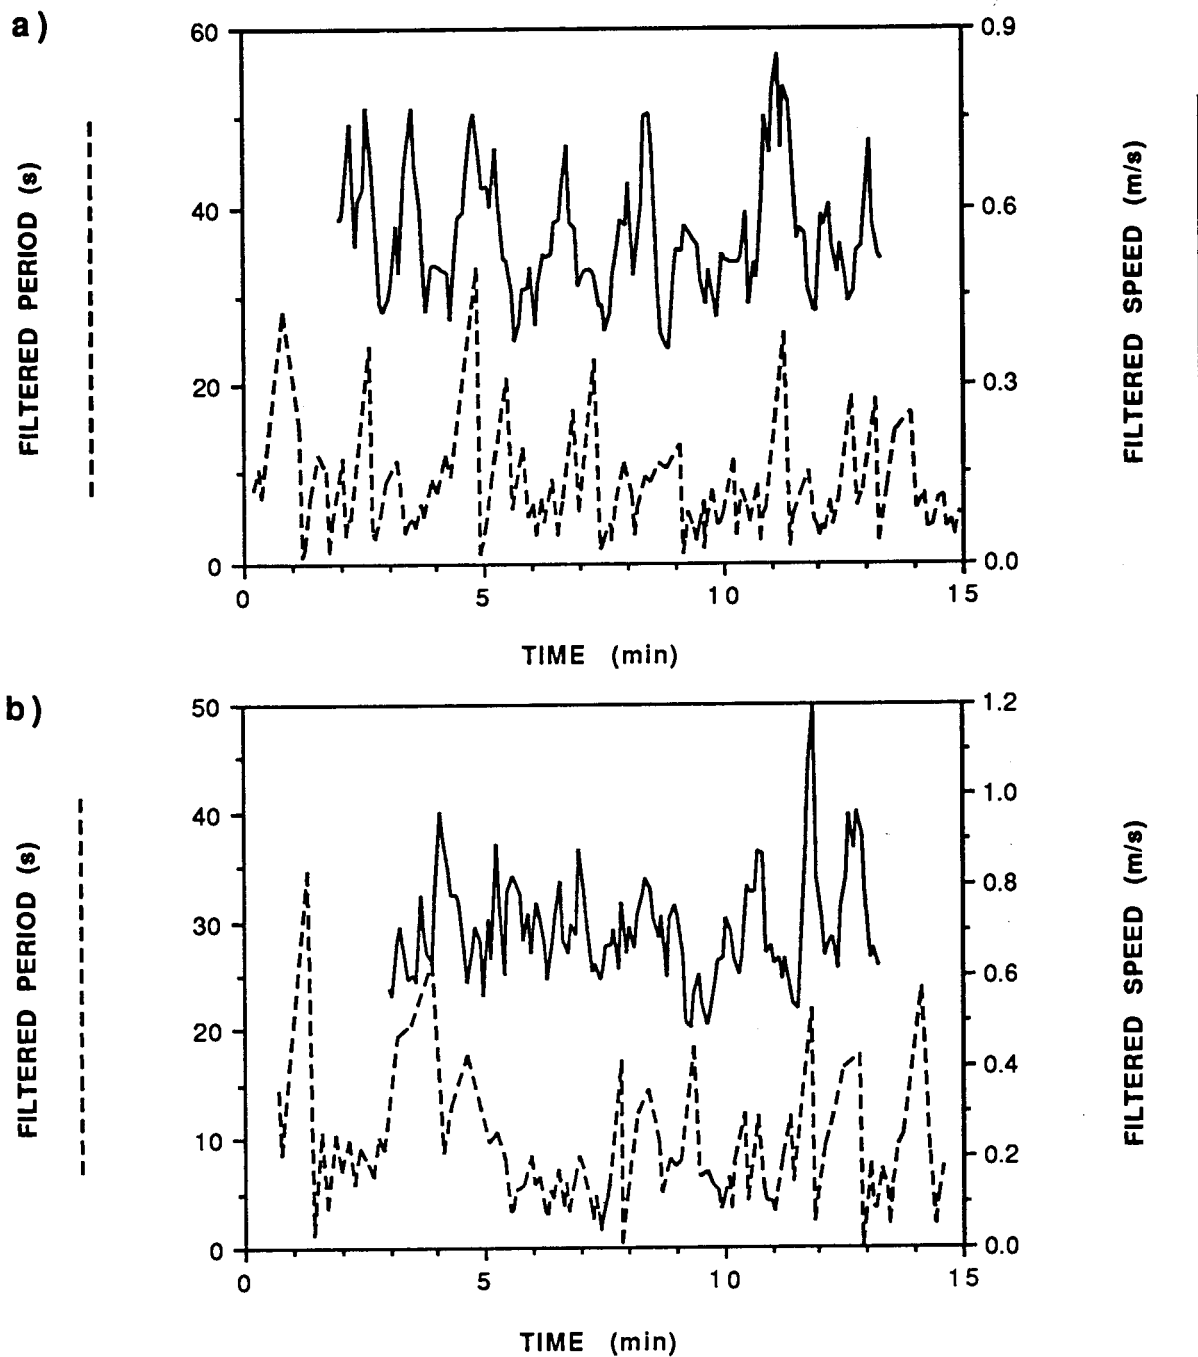 a)
FILTERED PERIOD (s)
60
40
20
0
0.9
0.6
0.3
0.0
FILTERED SPEED (m/s)
0 5 10 15
TIME (min)
b)
FILTERED PERIOD (s)
50
40
30
20
10
0
1.2
1.0
0.8
0.6
0.4
0.2
0.0
FILTERED SPEED (m/s)
0 5 10 15
TIME (min)